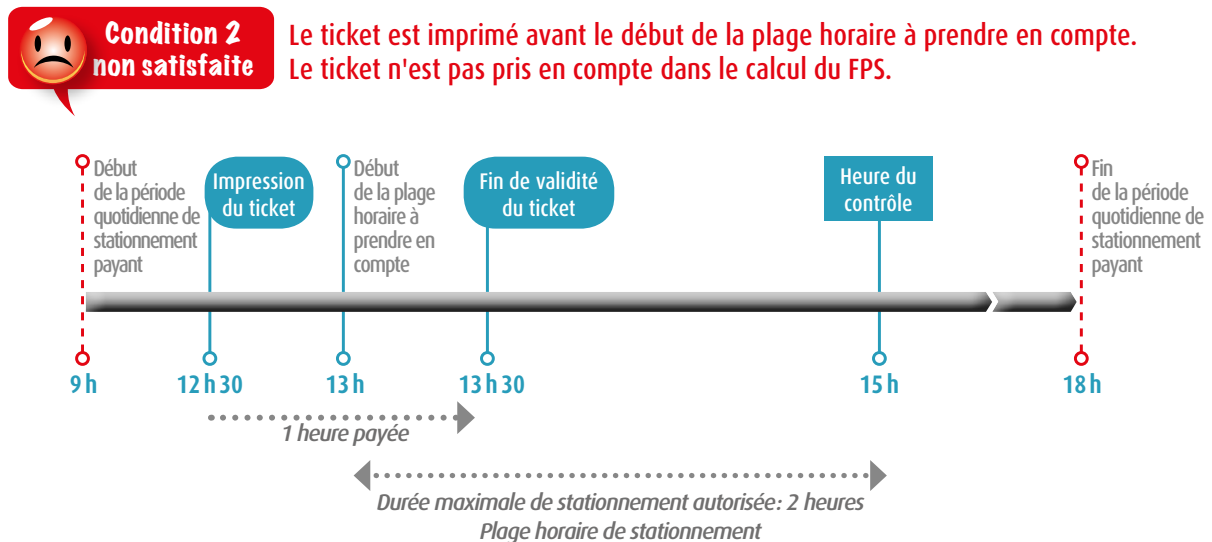 Condition 2
non satisfaite
Le ticket est imprimé avant le début de la plage horaire à prendre en compte.
Le ticket n'est pas pris en compte dans le calcul du FPS.
Début
de la période
quotidienne de
stationnement
payant
Impression
du ticket
Début
de la plage
horaire à
prendre en
compte
Fin de validité
du ticket
Heure du
contrôle
Fin
de la période
quotidienne de
stationnement
payant
9 h
12 h 30
13 h
13 h 30
15 h
18 h
1 heure payée
Durée maximale de stationnement autorisée : 2 heures
Plage horaire de stationnement